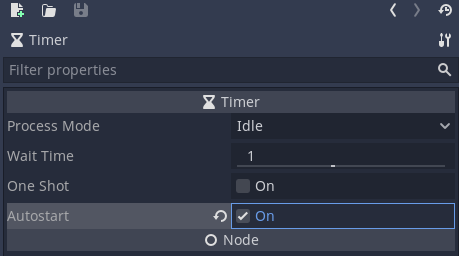 Timer
Filter properties
Timer
Process Mode Idle
Wait Time 1
One Shot On
Autostart On
Node